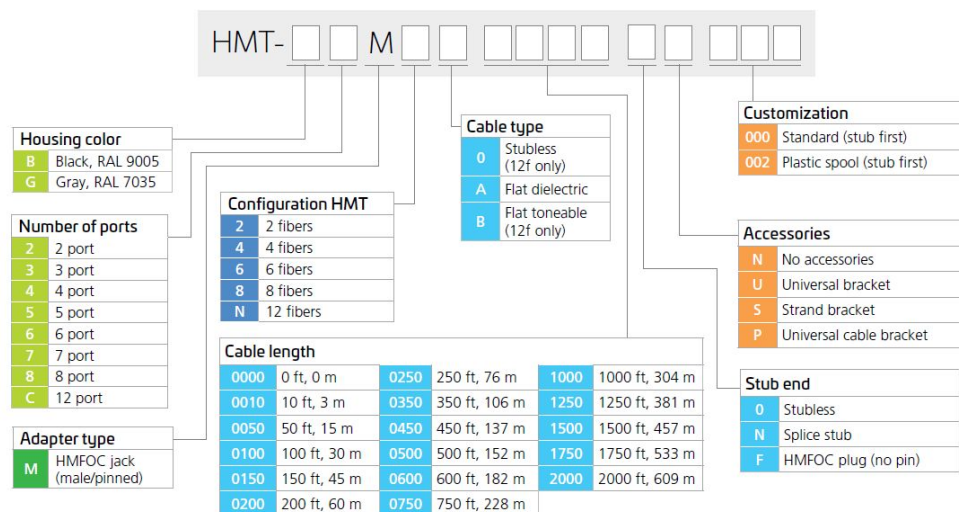 HMT- M
Housing color
B Black, RAL 9005
G Gray, RAL 7035
Number of ports
2 2 port
3 3 port
4 4 port
5 5 port
6 6 port
7 7 port
8 8 port
C 12 port
Adapter type
M HMFOC jack
(male/pinned)
Configuration HMT
2 2 fibers
4 4 fibers
6 6 fibers
8 8 fibers
N 12 fibers
Cable type
0 Stubless
(12f only)
A Flat dielectric
B Flat toneable
(12f only)
Cable length
0000 0 ft, 0 m 0250 250 ft, 76 m 1000 1000 ft, 304 m
0010 10 ft, 3 m 0350 350 ft, 106 m 1250 1250 ft, 381 m
0050 50 ft, 15 m 0450 450 ft, 137 m 1500 1500 ft, 457 m
0100 100 ft, 30 m 0500 500 ft, 152 m 1750 1750 ft, 533 m
0150 150 ft, 45 m 0600 600 ft, 182 m 2000 2000 ft, 609 m
0200 200 ft, 60 m 0750 750 ft, 228 m
Customization
000 Standard (stub first)
002 Plastic spool (stub first)
Accessories
N No accessories
U Universal bracket
S Strand bracket
P Universal cable bracket
Stub end
0 Stubless
N Splice stub
F HMFOC plug (no pin)